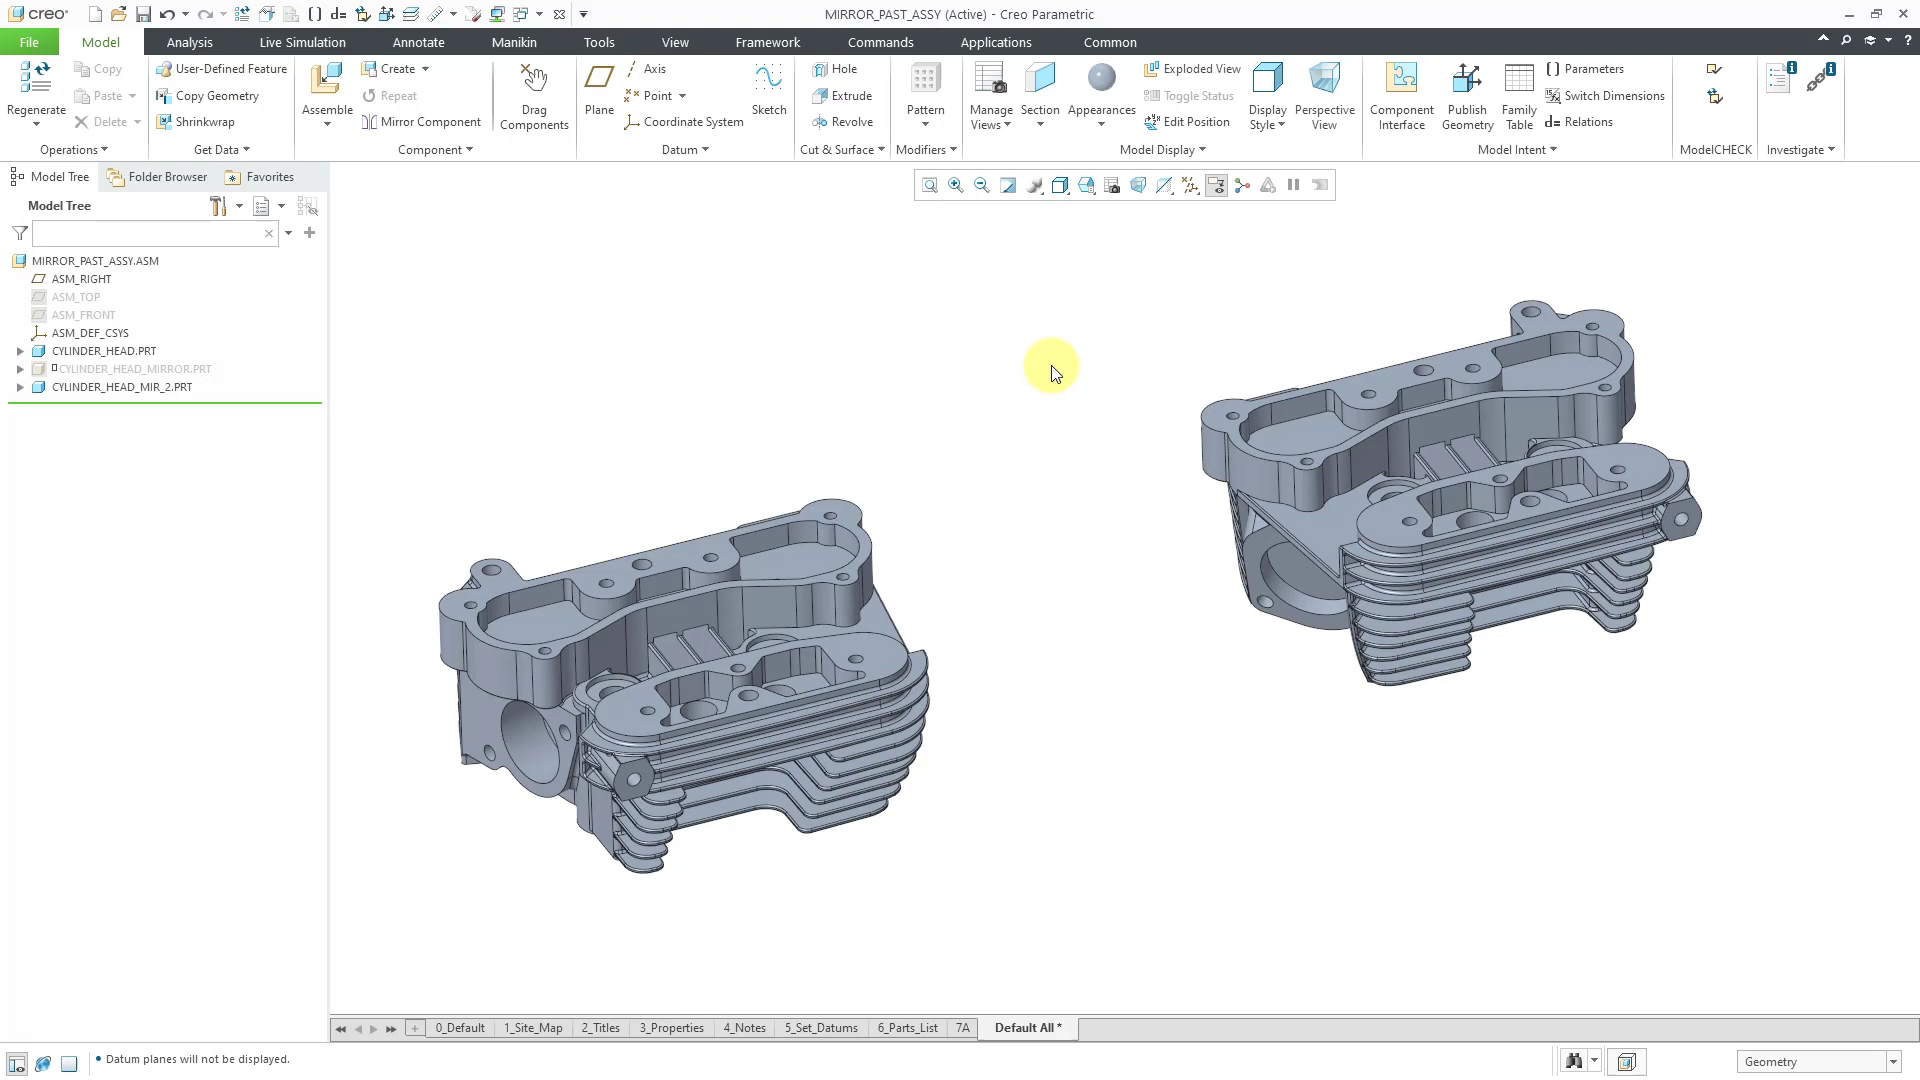 creo
MIRROR_PAST_ASSY (Active) - Creo Parametric
File Model Analysis Live Simulation Annotate Manikin Tools View Framework Commands Applications Common
Regenerate
Copy
Paste
Delete
Operations
User-Defined Feature
Copy Geometry
Shrinkwrap
Get Data
Assemble
Create
Repeat
Mirror Component
Component
Drag
Components
Plane
Axis
Point
Coordinate System
Sketch
Datum
Hole
Extrude
Revolve
Cut & Surface
Pattern
Modifiers
Manage
Views
Section
Appearances
Exploded View
Toggle Status
Edit Position
Display
Style
Perspective
View
Model Display
Component
Interface
Publish
Geometry
Family
Table
Parameters
Switch Dimensions
Relations
Model Intent
ModelCHECK
Investigate
Model Tree Folder Browser Favorites
Model Tree
MIRROR_PAST_ASSY.ASM
ASM_RIGHT
ASM_TOP
ASM_FRONT
ASM_DEF_CSYS
CYLINDER_HEAD.PRT
CYLINDER_HEAD_MIRROR.PRT
CYLINDER_HEAD_MIR_2.PRT
0_Default 1_Site_Map 2_Titles 3_Properties 4_Notes 5_Set_Datums 6_Parts_List 7A Default All *
• Datum planes will not be displayed.
Geometry